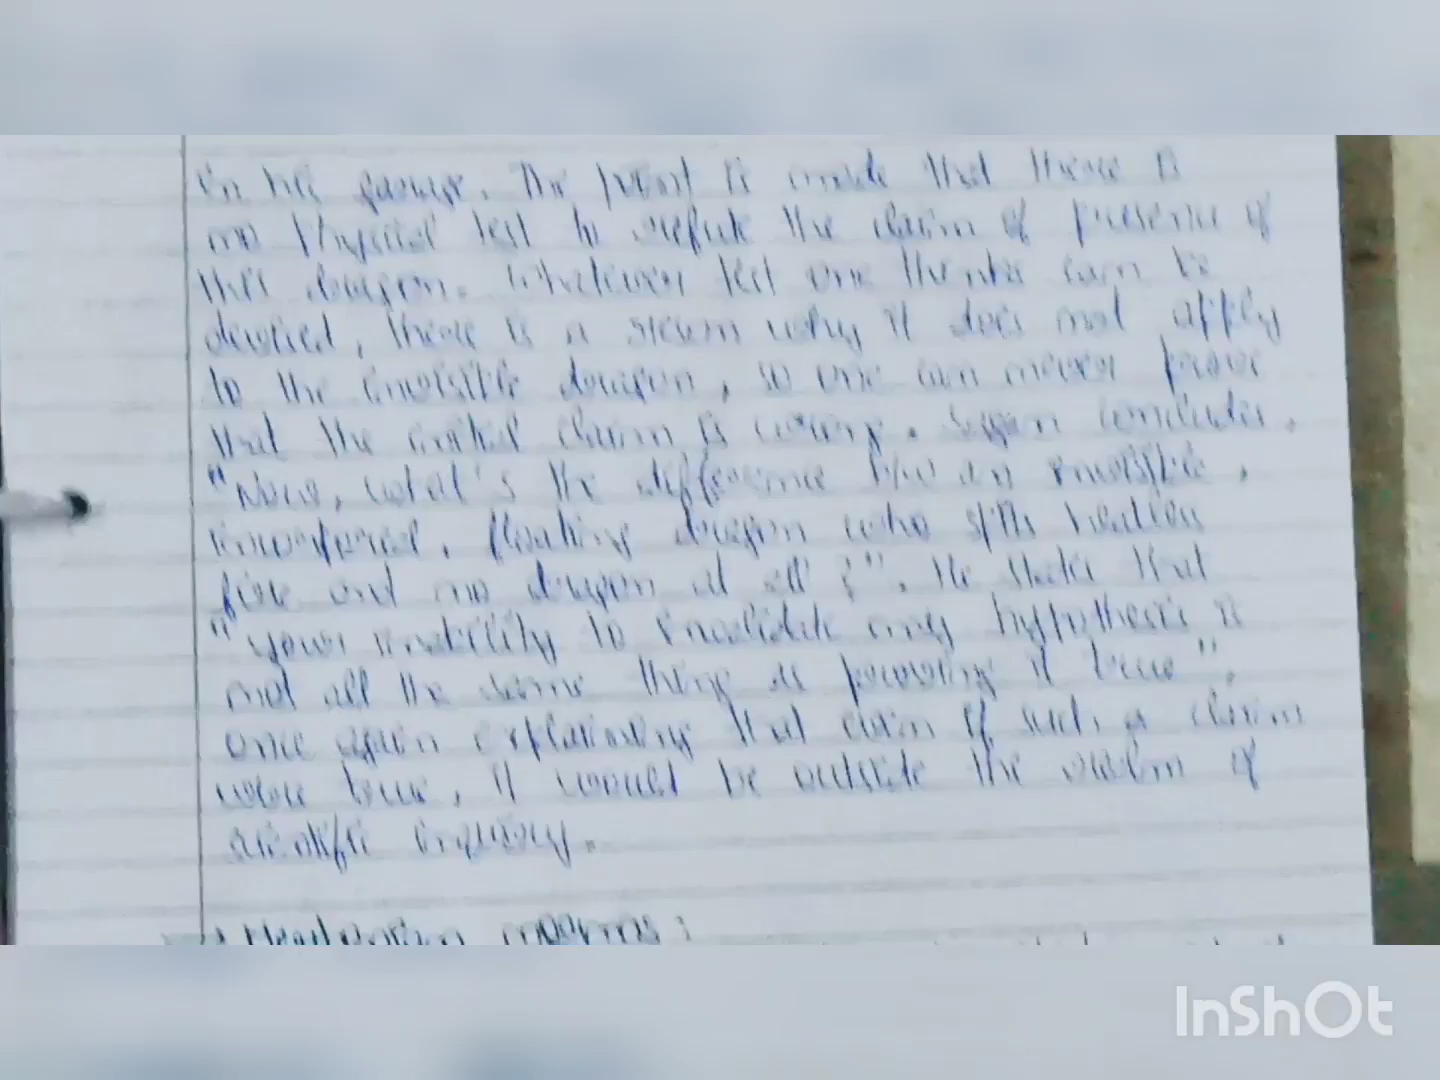 in his garage. The point is made that there is
no physical test to refute the claim of presence of
this dragon. Whatever test one thinks can be
devised, there is a reason why it does not apply
to the invisible dragon, so one can never prove
that the initial claim is wrong. Sagan concludes.
"Now, what's the difference b/w an invisible,
incorporeal, floating dragon who spits heatless
fire and no dragon at all ?". He states that
"your inability to invalidate my hypothesis is
not all the same thing as proving it true".
once again explaining that even if such a claim
were true, it would be outside the realm of
scientific inquiry.
norms:
InShOt